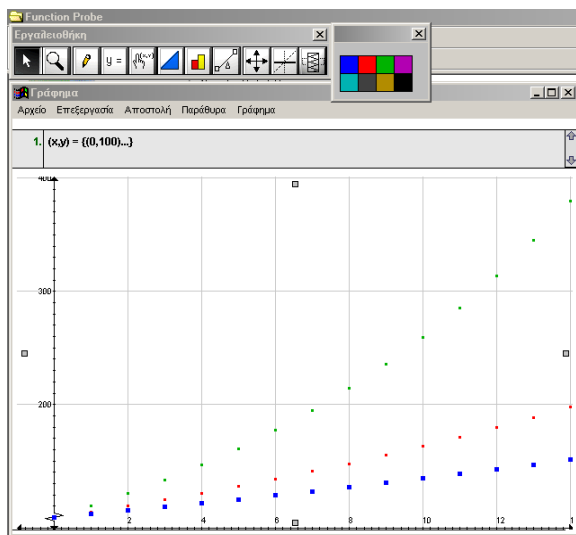 Function Probe
Εργαλειοθήκη
y =
(x,y)
Γράφημα
Αρχείο Επεξεργασία Αποστολή Παράθυρα Γράφημα
1. (x,y) = {(0,100)...}
400
300
200
2 4 6 8 10 12 1